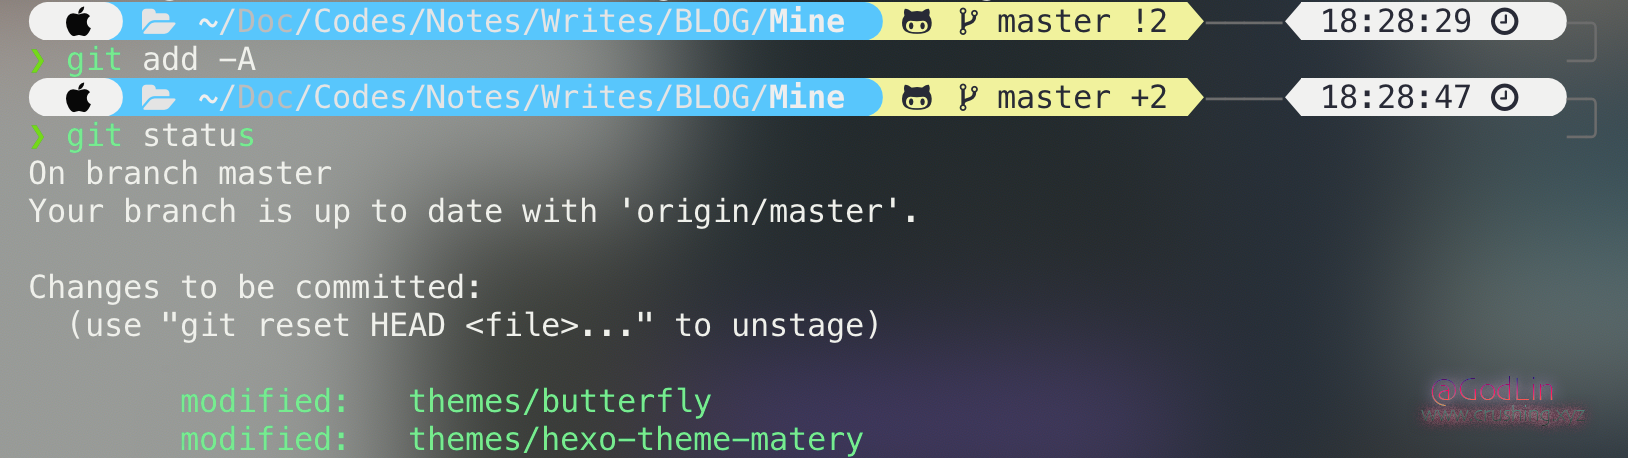 ~/Doc/Codes/Notes/Writes/BLOG/Mine master !2 18:28:29
❯ git add -A
~/Doc/Codes/Notes/Writes/BLOG/Mine master +2 18:28:47
❯ git status
On branch master
Your branch is up to date with 'origin/master'.
Changes to be committed:
(use "git reset HEAD <file>..." to unstage)
modified: themes/butterfly
modified: themes/hexo-theme-matery
@GodLin